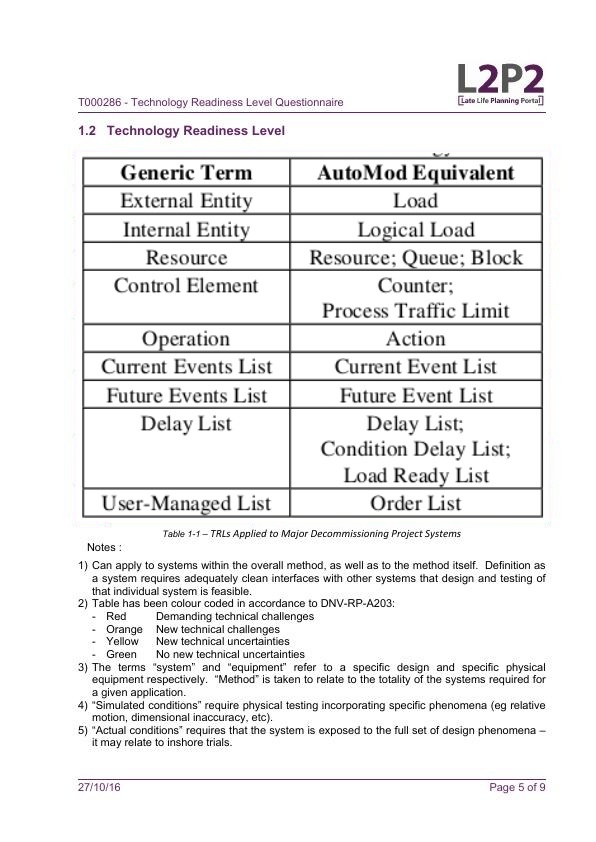 L2P2
Late Life Planning Portal
T000286 - Technology Readiness Level Questionnaire
1.2 Technology Readiness Level
Generic Term AutoMod Equivalent
External Entity Load
Internal Entity Logical Load
Resource Resource; Queue; Block
Control Element Counter;
Process Traffic Limit
Operation Action
Current Events List Current Event List
Future Events List Future Event List
Delay List Delay List;
Condition Delay List;
Load Ready List
User-Managed List Order List
Table 1-1 – TRLs Applied to Major Decommissioning Project Systems
Notes :
1) Can apply to systems within the overall method, as well as to the method itself. Definition as
a system requires adequately clean interfaces with other systems that design and testing of
that individual system is feasible.
2) Table has been colour coded in accordance to DNV-RP-A203:
- Red Demanding technical challenges
- Orange New technical challenges
- Yellow New technical uncertainties
- Green No new technical uncertainties
3) The terms “system” and “equipment” refer to a specific design and specific physical
equipment respectively. “Method” is taken to relate to the totality of the systems required for
a given application.
4) “Simulated conditions” require physical testing incorporating specific phenomena (eg relative
motion, dimensional inaccuracy, etc).
5) “Actual conditions” requires that the system is exposed to the full set of design phenomena –
it may relate to inshore trials.
27/10/16 Page 5 of 9